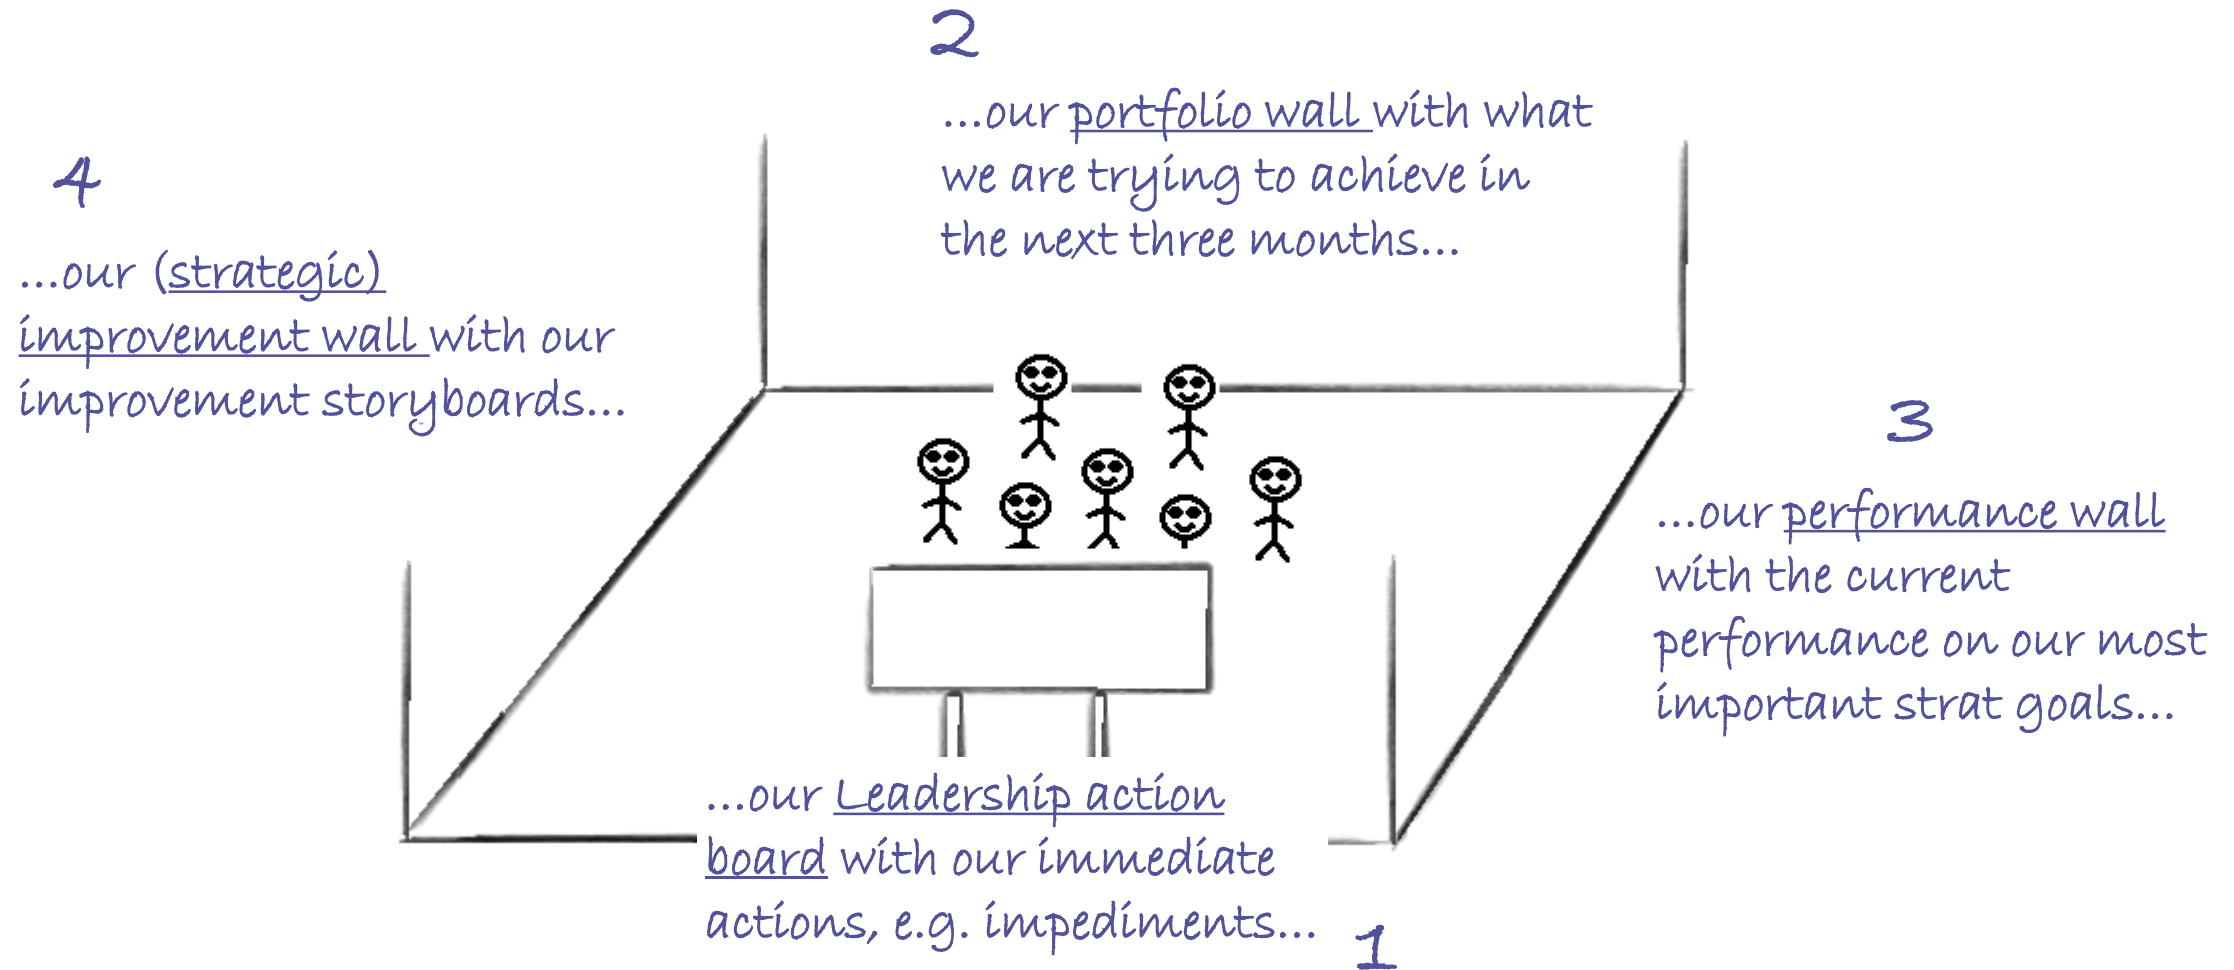 2
...our portfolio wall with what
we are trying to achieve in
the next three months...
4
...our (strategic)
improvement wall with our
improvement storyboards...
3
...our performance wall
with the current
performance on our most
important strat goals...
...our Leadership action
board with our immediate
actions, e.g. impediments...
1